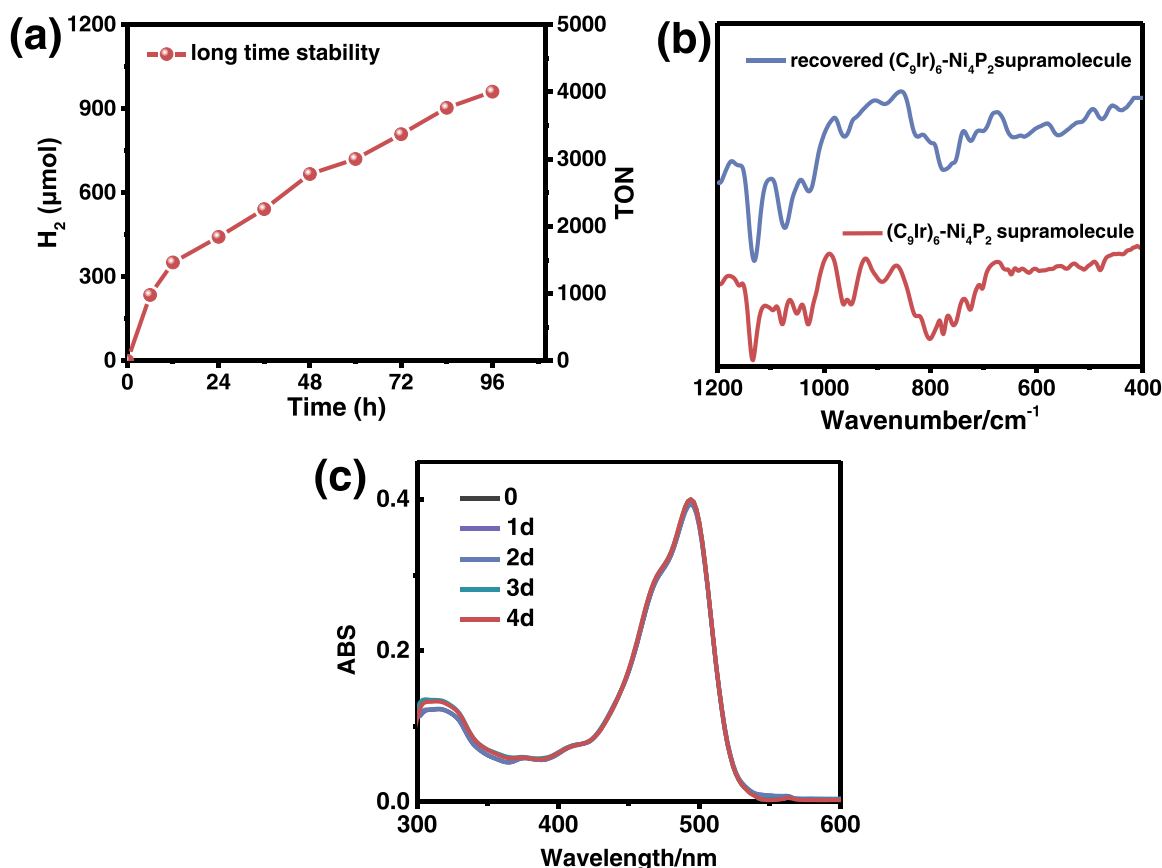 (a)
long time stability
1200
900
600
300
0
5000
4000
3000
2000
1000
0
H₂ (μmol)
TON
0 24 48 72 96
Time (h)
(b)
recovered (C₉Ir)₆-Ni₄P₂supramolecule
(C₉Ir)₆-Ni₄P₂ supramolecule
1200 1000 800 600 400
Wavenumber/cm⁻¹
(c)
0
1d
2d
3d
4d
0.4
0.2
0.0
ABS
300 400 500 600
Wavelength/nm